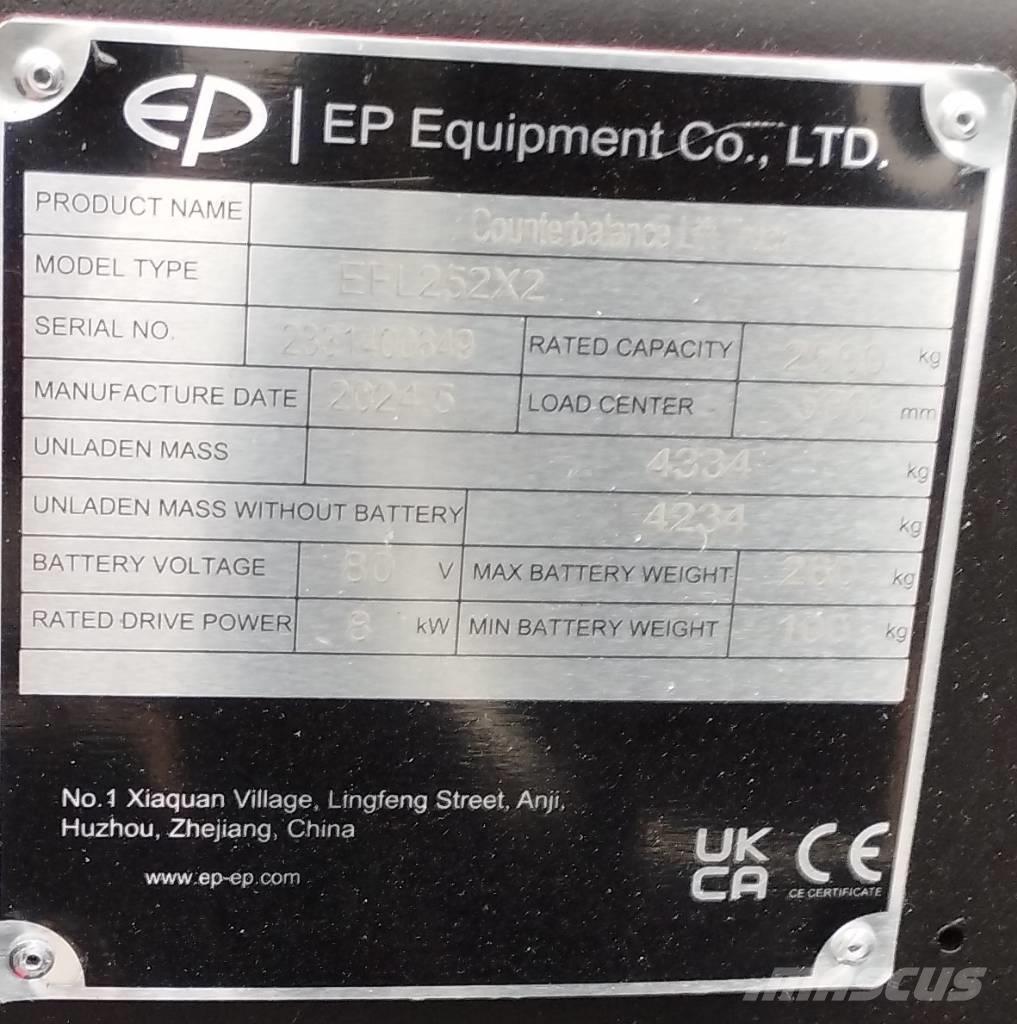 EP | EP Equipment Co., LTD.
PRODUCT NAME Counterbalance Lift
MODEL TYPE EFL252X2
SERIAL NO. RATED CAPACITY kg
MANUFACTURE DATE 2024.5 LOAD CENTER mm
UNLADEN MASS 4334 kg
UNLADEN MASS WITHOUT BATTERY 4234 kg
BATTERY VOLTAGE 80 V MAX BATTERY WEIGHT kg
RATED DRIVE POWER 8 kW MIN BATTERY WEIGHT kg
No.1 Xiaquan Village, Lingfeng Street, Anji,
Huzhou, Zhejiang, China
www.ep-ep.com
UK
CA
CE
CE CERTIFICATE
mascus